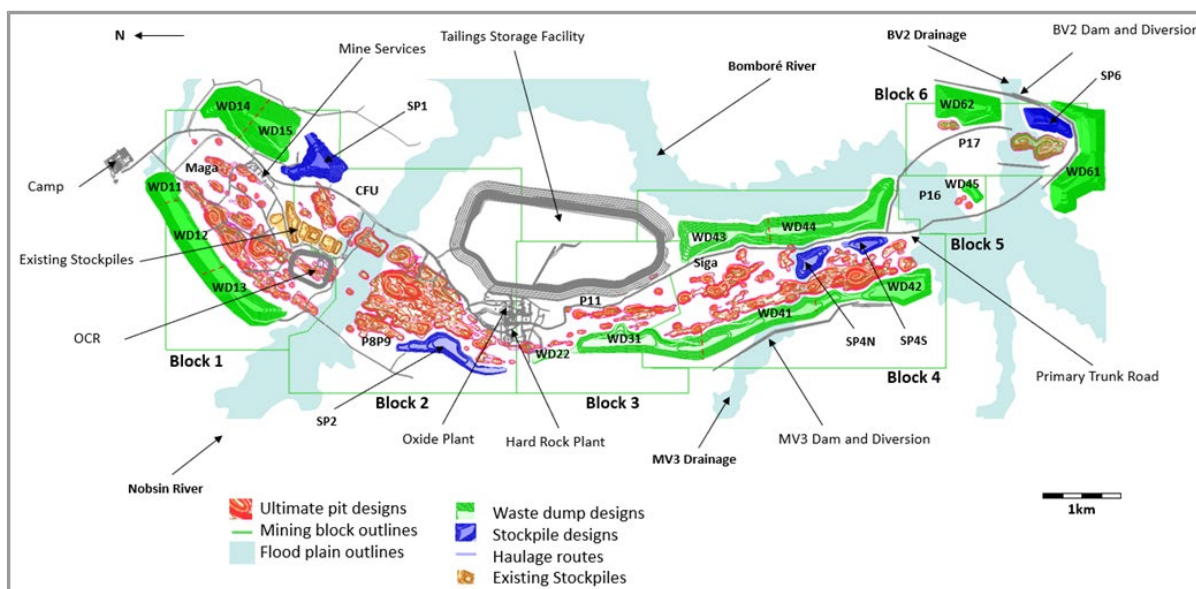 N
Mine Services
Tailings Storage Facility
BV2 Drainage
BV2 Dam and Diversion
SP1
Bomboré River
Block 6
SP6
WD14
WD15
WD62
Camp
Maga
CFU
P17
WD11
WD12
WD13
WD61
P16
WD45
Existing Stockpiles
WD43
WD44
Block 5
Siga
OCR
P11
WD42
WD41
Block 1
P8P9
WD22
WD31
SP4N
SP4S
Block 4
Primary Trunk Road
SP2
Block 2
Block 3
Oxide Plant
Hard Rock Plant
MV3 Dam and Diversion
MV3 Drainage
Nobsin River
Ultimate pit designs
Mining block outlines
Flood plain outlines
Waste dump designs
Stockpile designs
Haulage routes
Existing Stockpiles
1km